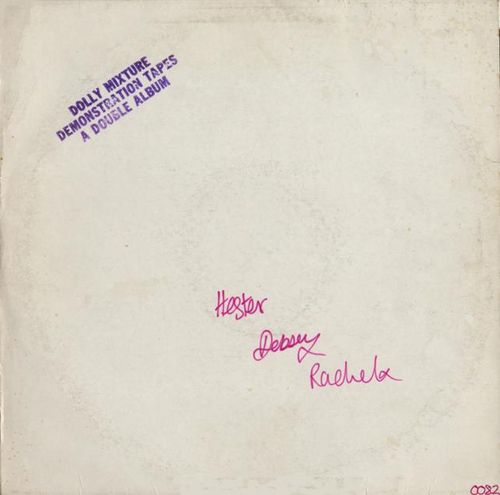 DOLLY MIXTURE
DEMONSTRATION TAPES
A DOUBLE ALBUM
Hester
Debsey
Rachel x
0082